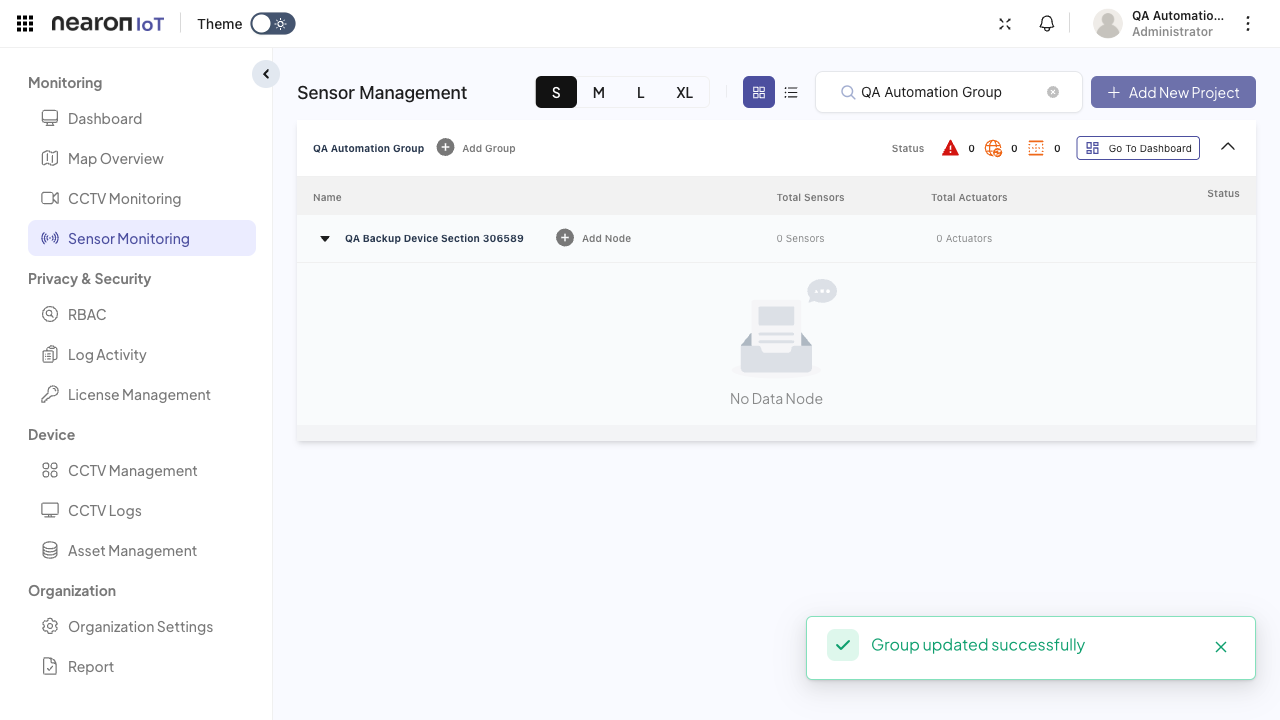 nearon IoT
Theme
QA Automatio...
Administrator
Monitoring
Dashboard
Map Overview
CCTV Monitoring
Sensor Monitoring
Privacy & Security
RBAC
Log Activity
License Management
Device
CCTV Management
CCTV Logs
Asset Management
Organization
Organization Settings
Report
Sensor Management
S M L XL
QA Automation Group
Add New Project
QA Automation Group
Add Group
Status 0 0 0
Go To Dashboard
Name Total Sensors Total Actuators Status
QA Backup Device Section 306589 Add Node 0 Sensors 0 Actuators
No Data Node
Group updated successfully